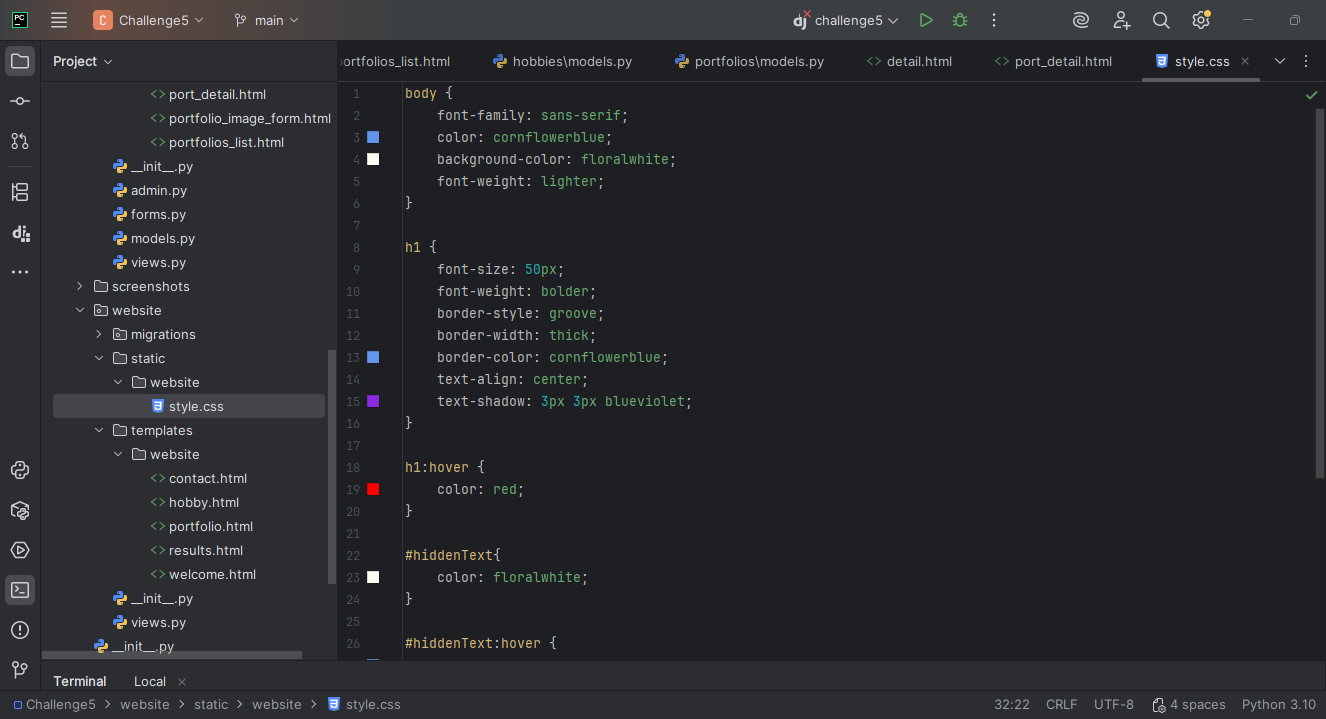 PC
C Challenge5
main
dj challenge5
Project
ortfolios_list.html
hobbies\models.py
portfolios\models.py
<> detail.html
<> port_detail.html
style.css
<> port_detail.html
<> portfolio_image_form.html
<> portfolios_list.html
__init__.py
admin.py
forms.py
models.py
views.py
screenshots
website
migrations
static
website
style.css
templates
website
<> contact.html
<> hobby.html
<> portfolio.html
<> results.html
<> welcome.html
__init__.py
views.py
__init__.py
1 body {
2 font-family: sans-serif;
3 color: cornflowerblue;
4 background-color: floralwhite;
5 font-weight: lighter;
6 }
7
8 h1 {
9 font-size: 50px;
10 font-weight: bolder;
11 border-style: groove;
12 border-width: thick;
13 border-color: cornflowerblue;
14 text-align: center;
15 text-shadow: 3px 3px blueviolet;
16 }
17
18 h1:hover {
19 color: red;
20 }
21
22 #hiddenText{
23 color: floralwhite;
24 }
25
26 #hiddenText:hover {
Terminal
Local
Challenge5 > website > static > website > style.css
32:22
CRLF
UTF-8
4 spaces
Python 3.10